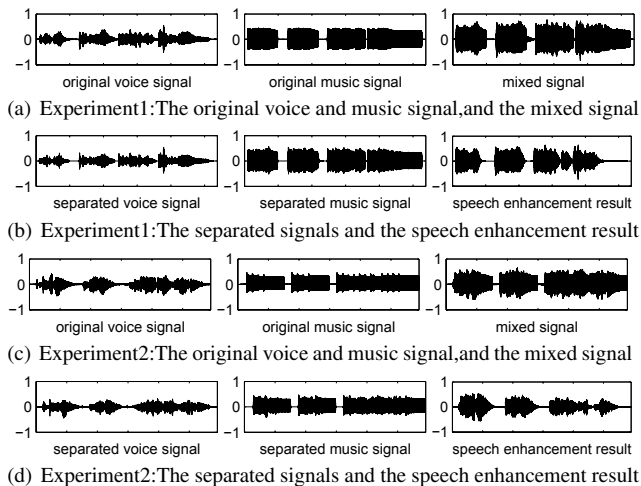 1
0
−1
original voice signal
1
0
−1
original music signal
1
0
−1
mixed signal
(a) Experiment1:The original voice and music signal,and the mixed signal
1
0
−1
separated voice signal
1
0
−1
separated music signal
1
0
−1
speech enhancement result
(b) Experiment1:The separated signals and the speech enhancement result
1
0
−1
original voice signal
1
0
−1
original music signal
1
0
−1
mixed signal
(c) Experiment2:The original voice and music signal,and the mixed signal
1
0
−1
separated voice signal
1
0
−1
separated music signal
1
0
−1
speech enhancement result
(d) Experiment2:The separated signals and the speech enhancement result